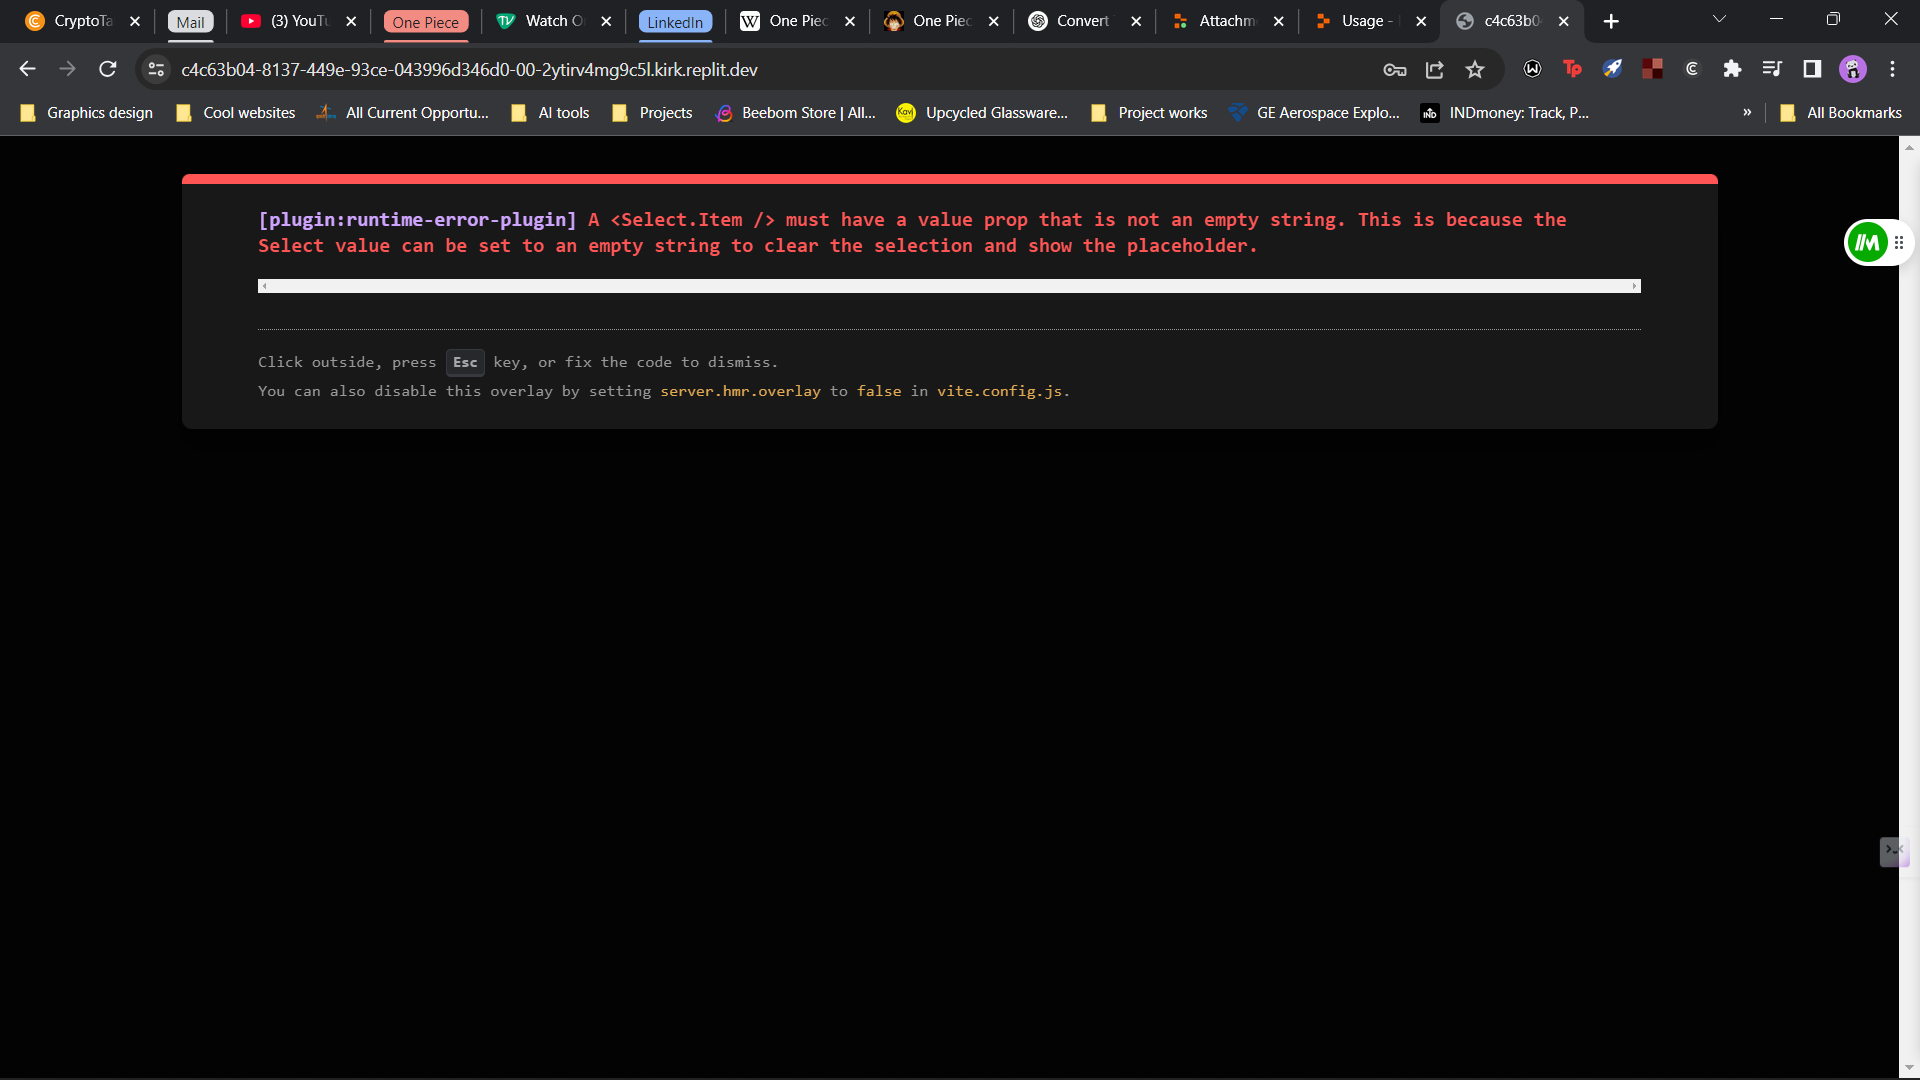 CryptoTa
Mail
(3) YouTu
One Piece
Watch O
LinkedIn
One Piec
One Piec
Convert
Attachm
Usage -
c4c63b0
c4c63b04-8137-449e-93ce-043996d346d0-00-2ytirv4mg9c5l.kirk.replit.dev
Graphics design
Cool websites
All Current Opportu...
AI tools
Projects
Beebom Store | All...
Upcycled Glassware...
Project works
GE Aerospace Explo...
INDmoney: Track, P...
»
All Bookmarks
[plugin:runtime-error-plugin] A <Select.Item /> must have a value prop that is not an empty string. This is because the
Select value can be set to an empty string to clear the selection and show the placeholder.
Click outside, press Esc key, or fix the code to dismiss.
You can also disable this overlay by setting server.hmr.overlay to false in vite.config.js.